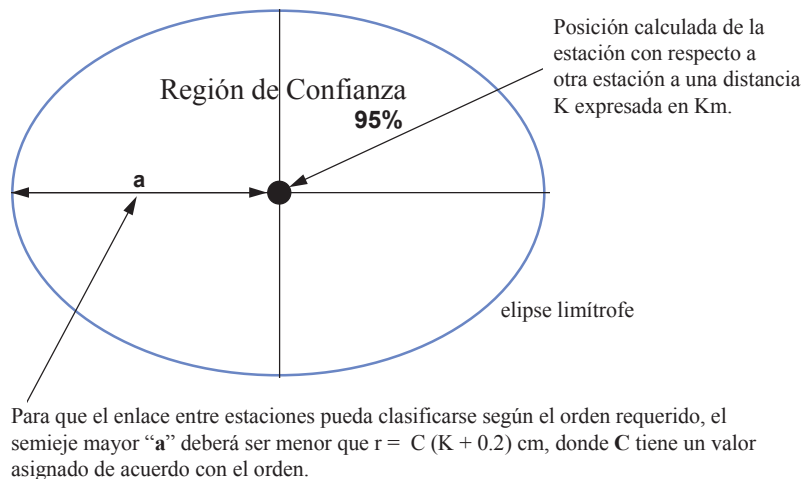 Posición calculada de la
estación con respecto a
otra estación a una distancia
K expresada en Km.
Región de Confianza
95%
a
elipse limítrofe
Para que el enlace entre estaciones pueda clasificarse según el orden requerido, el
semieje mayor “a” deberá ser menor que r = C (K + 0.2) cm, donde C tiene un valor
asignado de acuerdo con el orden.